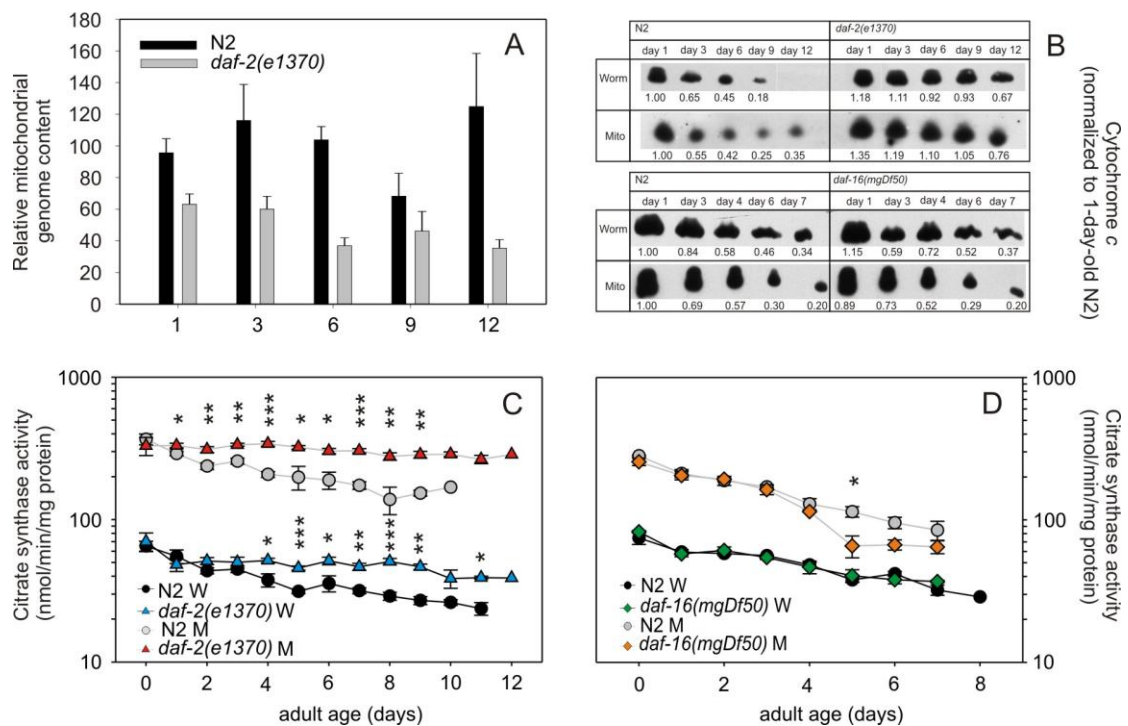 180
160
140
120
100
80
60
40
20
0
Relative mitochondrial
genome content
N2
daf-2(e1370)
A
1 3 6 9 12
B
N2 daf-2(e1370)
day 1 day 3 day 6 day 9 day 12 day 1 day 3 day 6 day 9 day 12
Worm
1.00 0.65 0.45 0.18 1.18 1.11 0.92 0.93 0.67
Mito
1.00 0.55 0.42 0.25 0.35 1.35 1.19 1.10 1.05 0.76
N2 daf-16(mgDf50)
day 1 day 3 day 4 day 6 day 7 day 1 day 3 day 4 day 6 day 7
Worm
1.00 0.84 0.58 0.46 0.34 1.15 0.59 0.72 0.52 0.37
Mito
1.00 0.69 0.57 0.30 0.20 0.89 0.73 0.52 0.29 0.20
Cytochrome c
(normalized to 1-day-old N2)
1000
100
10
Citrate synthase activity
(nmol/min/mg protein)
C
* ** ** *** * * *** ** **
* *** * ** *** ** *
N2 W
daf-2(e1370) W
N2 M
daf-2(e1370) M
0 2 4 6 8 10 12
adult age (days)
D
*
N2 W
daf-16(mgDf50) W
N2 M
daf-16(mgDf50) M
0 2 4 6 8
adult age (days)
1000
100
10
Citrate synthase activity
(nmol/min/mg protein)